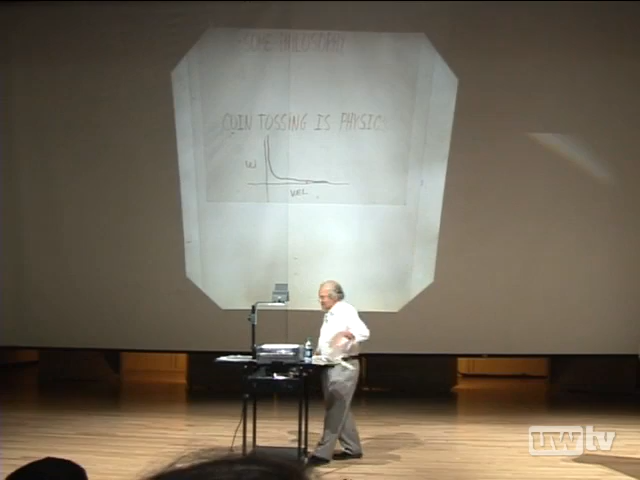 SOME PHILOSOPHY
COIN TOSSING IS PHYSICS
ω
VEL
uwtv